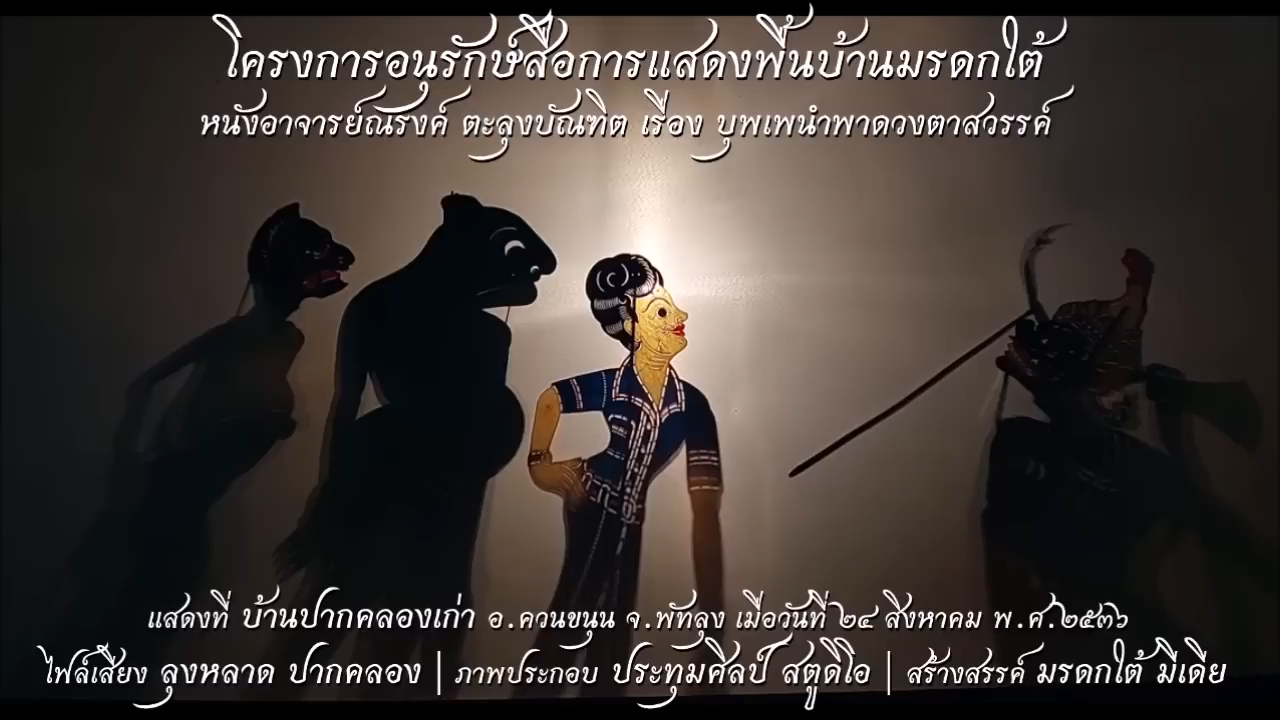 โครงการอนุรักษ์สื่อการแสดงพื้นบ้านมรดกใต้
หนังอาจารย์ณรงค์ ตะลุงบัณฑิต เรื่อง บุพเพนำพาดวงตาสวรรค์
แสดงที่ บ้านปากคลองเก่า อ.ควนขนุน จ.พัทลุง เมื่อวันที่ ๒๔ สิงหาคม พ.ศ.๒๕๓๖
ไฟล์เสียง ลุงหลาด ปากคลอง | ภาพประกอบ ประทุมศิลป์ สตูดิโอ | สร้างสรรค์ มรดกใต้ มีเดีย